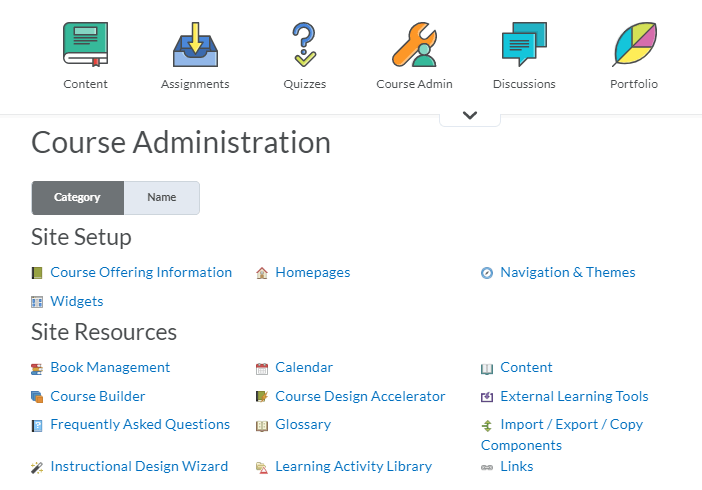 Content Assignments Quizzes Course Admin Discussions Portfolio
Course Administration
Category Name
Site Setup
Course Offering Information Homepages Navigation & Themes
Widgets
Site Resources
Book Management Calendar Content
Course Builder Course Design Accelerator External Learning Tools
Frequently Asked Questions Glossary Import / Export / Copy
Components
Instructional Design Wizard Learning Activity Library Links